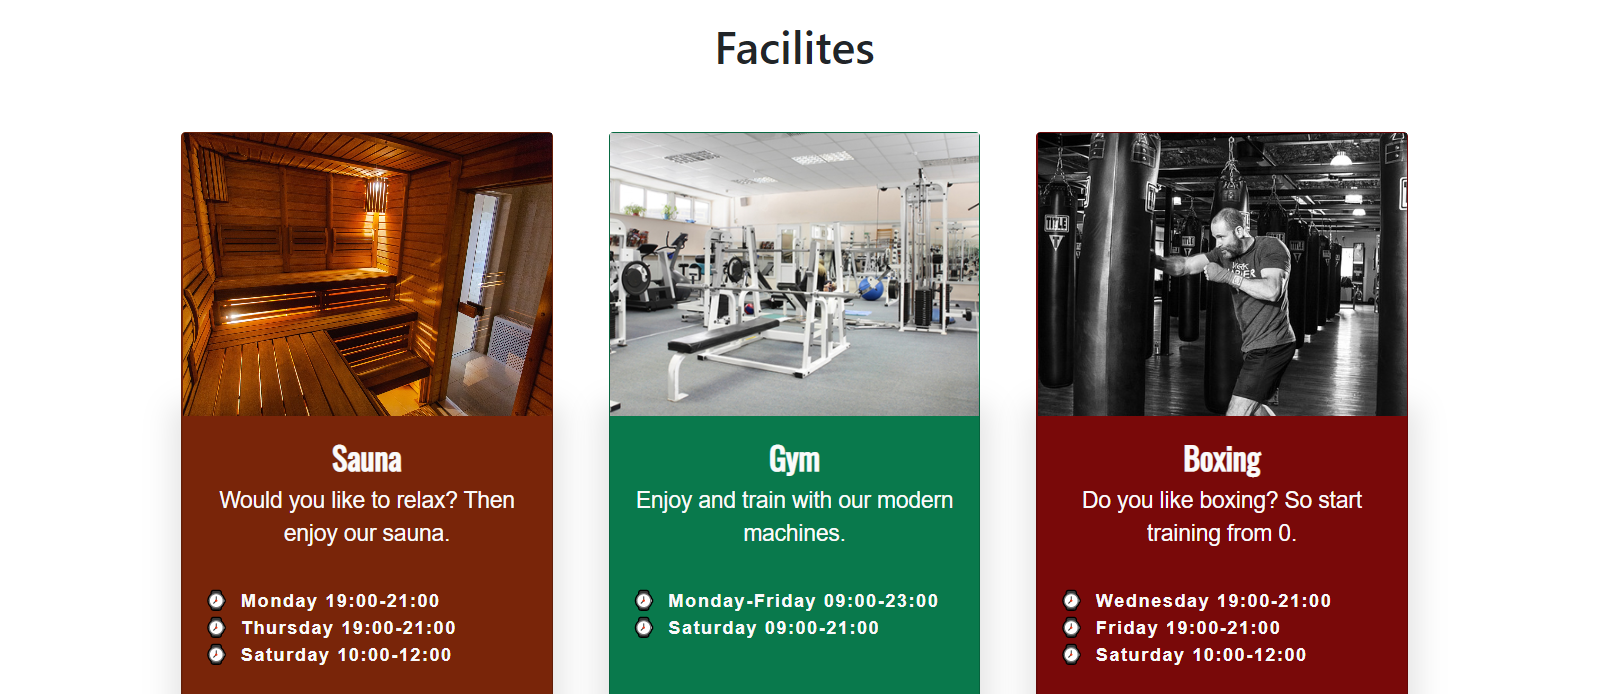 Facilites
TITLE
TITLE
Sauna
Would you like to relax? Then
enjoy our sauna.
Monday 19:00-21:00
Thursday 19:00-21:00
Saturday 10:00-12:00
Gym
Enjoy and train with our modern
machines.
Monday-Friday 09:00-23:00
Saturday 09:00-21:00
Boxing
Do you like boxing? So start
training from 0.
Wednesday 19:00-21:00
Friday 19:00-21:00
Saturday 10:00-12:00